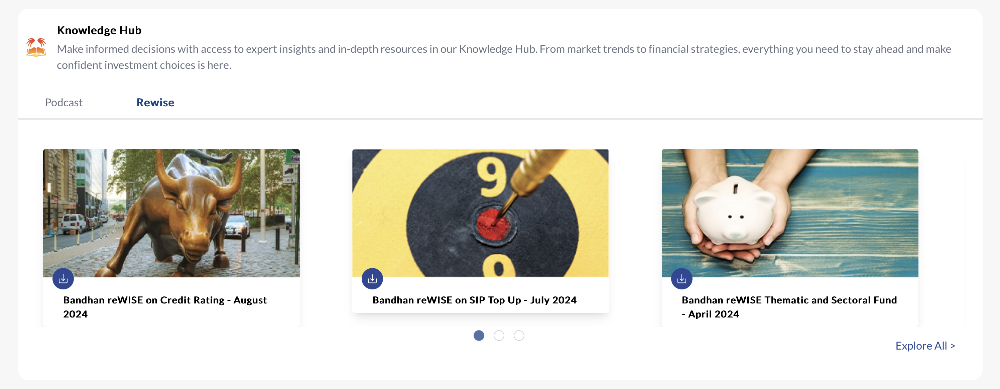 Knowledge Hub
Make informed decisions with access to expert insights and in-depth resources in our Knowledge Hub. From market trends to financial strategies, everything you need to stay ahead and make
confident investment choices is here.
Podcast
Rewise
9
9
Bandhan reWISE on Credit Rating - August
2024
Bandhan reWISE on SIP Top Up - July 2024
Bandhan reWISE Thematic and Sectoral Fund
- April 2024
Explore All >